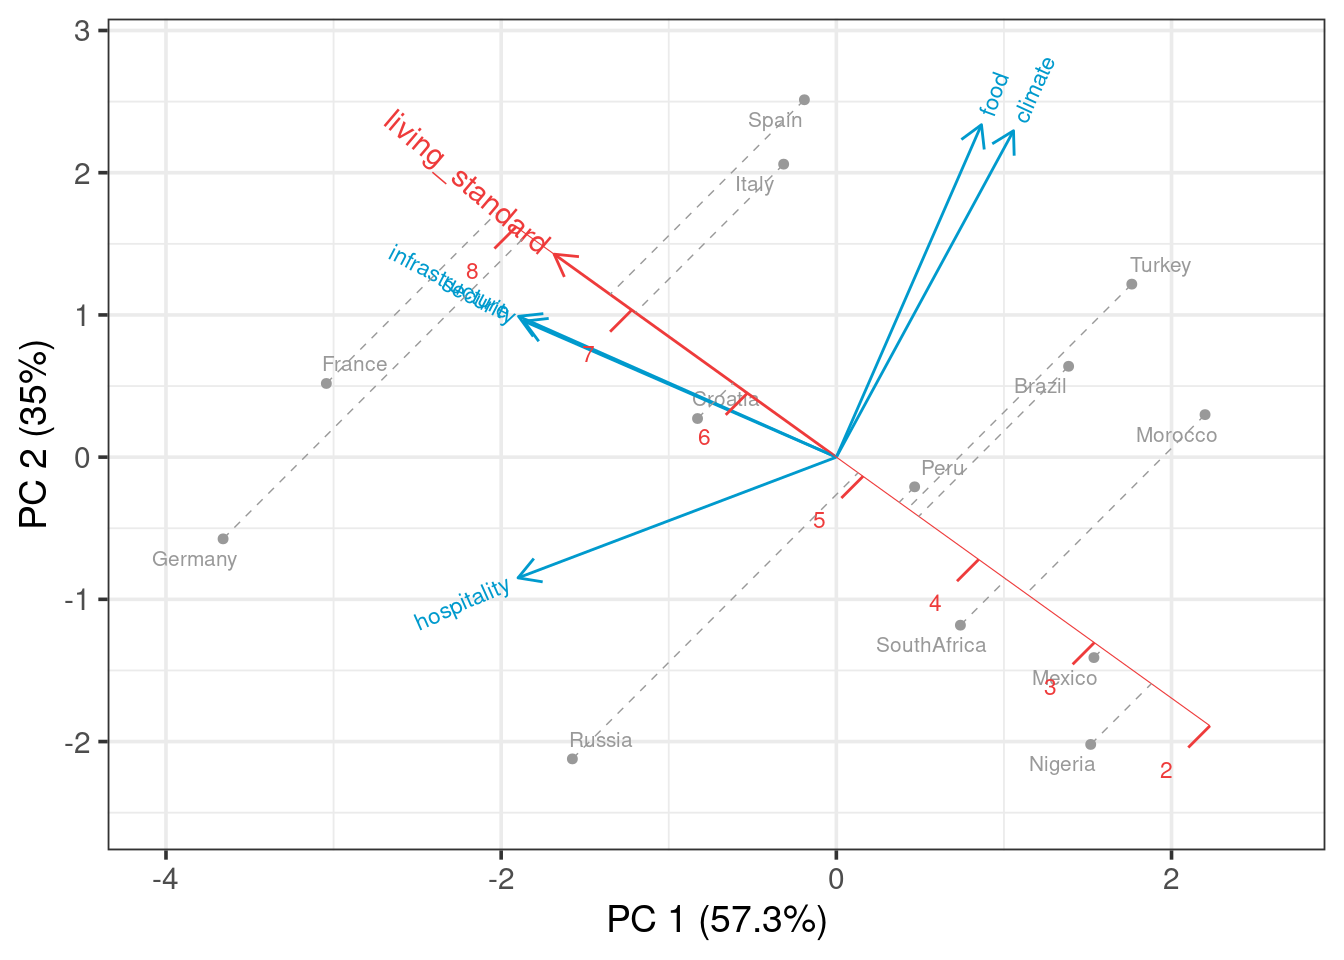 3
2
1
0
-1
-2
PC 2 (35%)
-4
-2
0
2
PC 1 (57.3%)
food
climate
Spain
Italy
living_standard
8
infrastructure
security
Turkey
7
France
Brazil
Croatia
Morocco
6
Peru
5
Germany
hospitality
4
SouthAfrica
Mexico
3
Russia
Nigeria
2